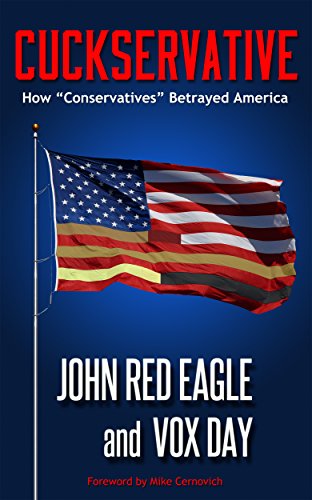 CUCKSERVATIVE
How “Conservatives” Betrayed America
JOHN RED EAGLE
and VOX DAY
Foreword by Mike Cernovich